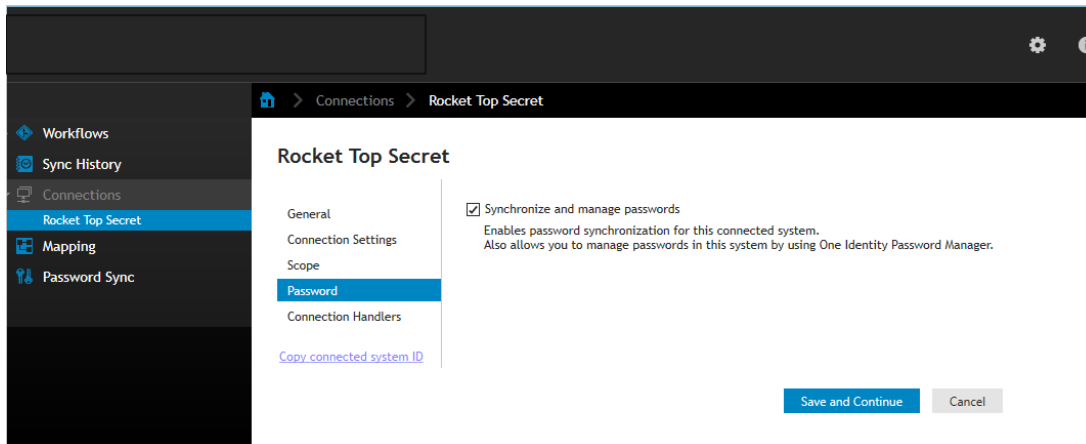 Connections > Rocket Top Secret
Workflows
Sync History
Connections
Rocket Top Secret
Mapping
Password Sync
Rocket Top Secret
General
Connection Settings
Scope
Password
Connection Handlers
Copy connected system ID
Synchronize and manage passwords
Enables password synchronization for this connected system.
Also allows you to manage passwords in this system by using One Identity Password Manager.
Save and Continue
Cancel